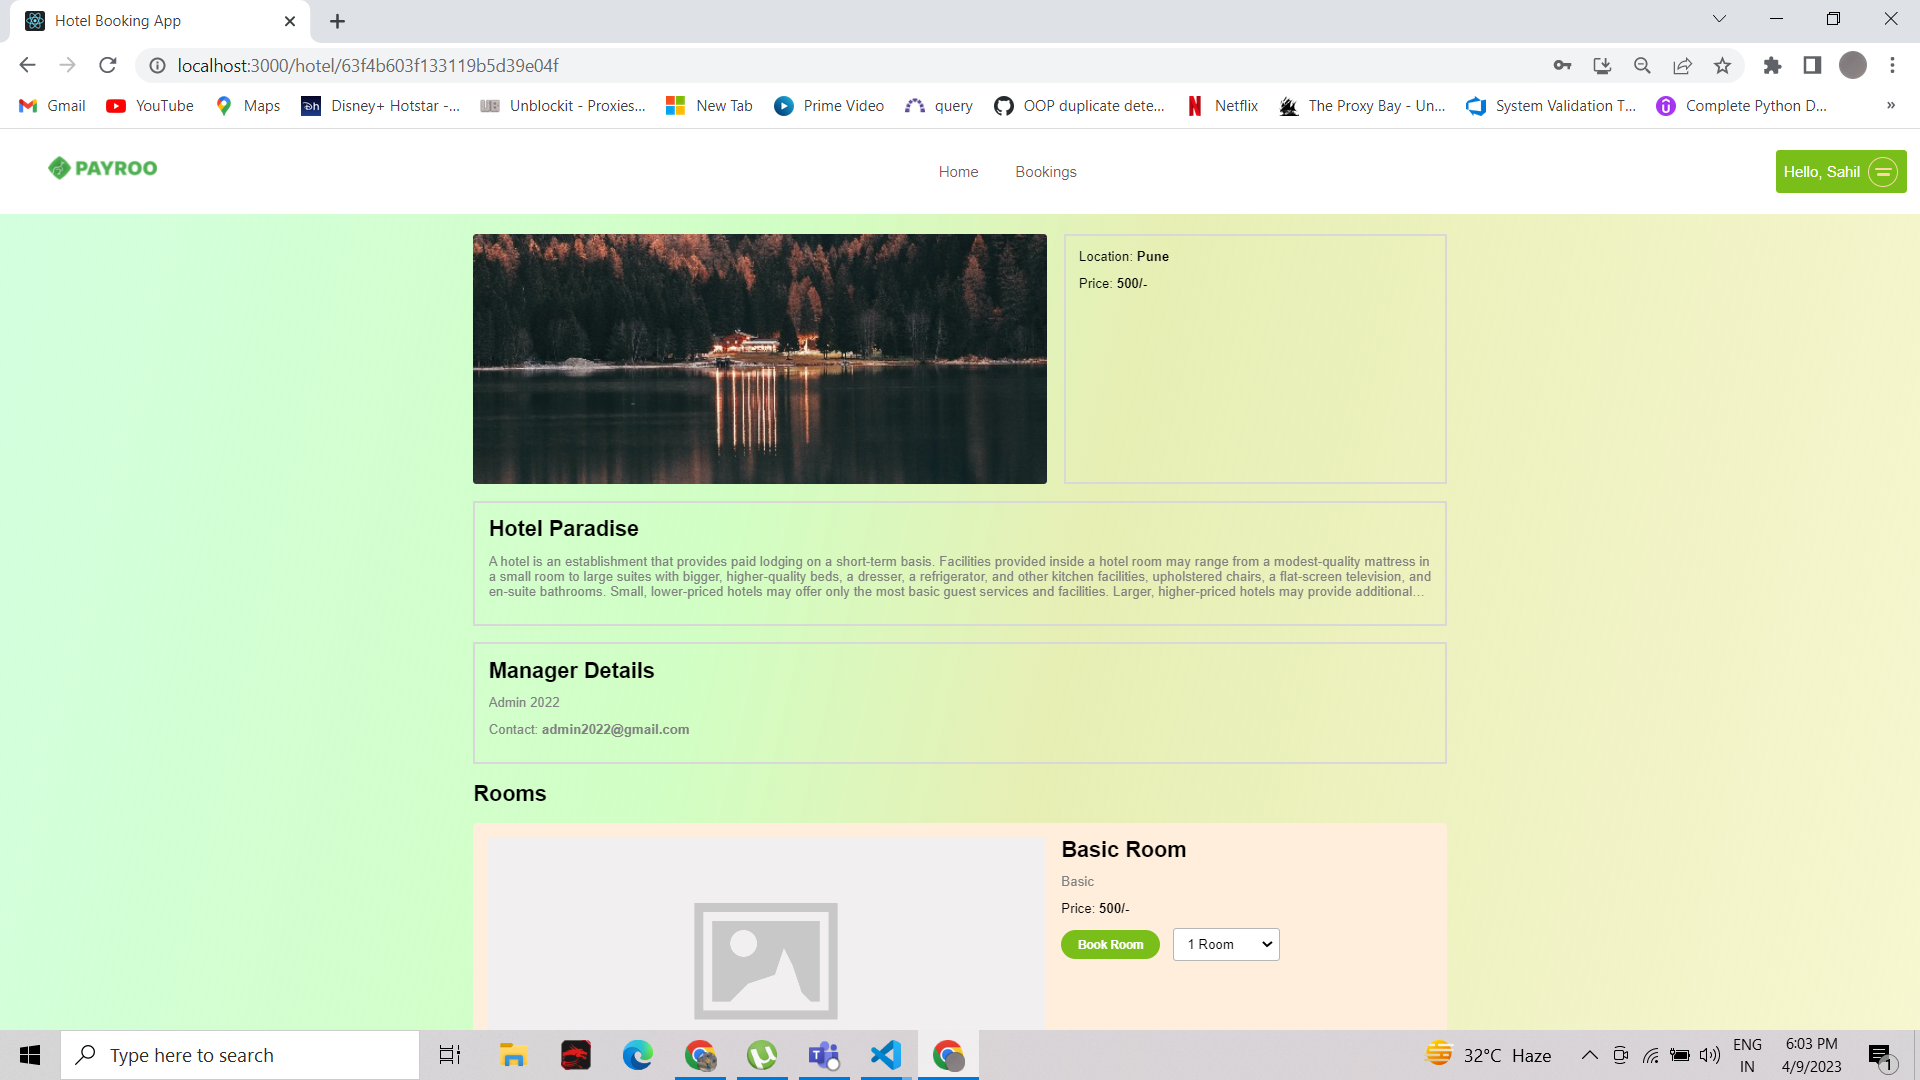 Hotel Booking App
localhost:3000/hotel/63f4b603f133119b5d39e04f
Gmail YouTube Maps Disney+ Hotstar -... Unblockit - Proxies... New Tab Prime Video query OOP duplicate dete... Netflix The Proxy Bay - Un... System Validation T... Complete Python D... »
PAYROO Home Bookings Hello, Sahil
Location: Pune
Price: 500/-
Hotel Paradise
A hotel is an establishment that provides paid lodging on a short-term basis. Facilities provided inside a hotel room may range from a modest-quality mattress in
a small room to large suites with bigger, higher-quality beds, a dresser, a refrigerator, and other kitchen facilities, upholstered chairs, a flat-screen television, and
en-suite bathrooms. Small, lower-priced hotels may offer only the most basic guest services and facilities. Larger, higher-priced hotels may provide additional...
Manager Details
Admin 2022
Contact: admin2022@gmail.com
Rooms
Basic Room
Basic
Price: 500/-
Book Room 1 Room
Type here to search
32°C Haze
ENG
IN
6:03 PM
4/9/2023
1